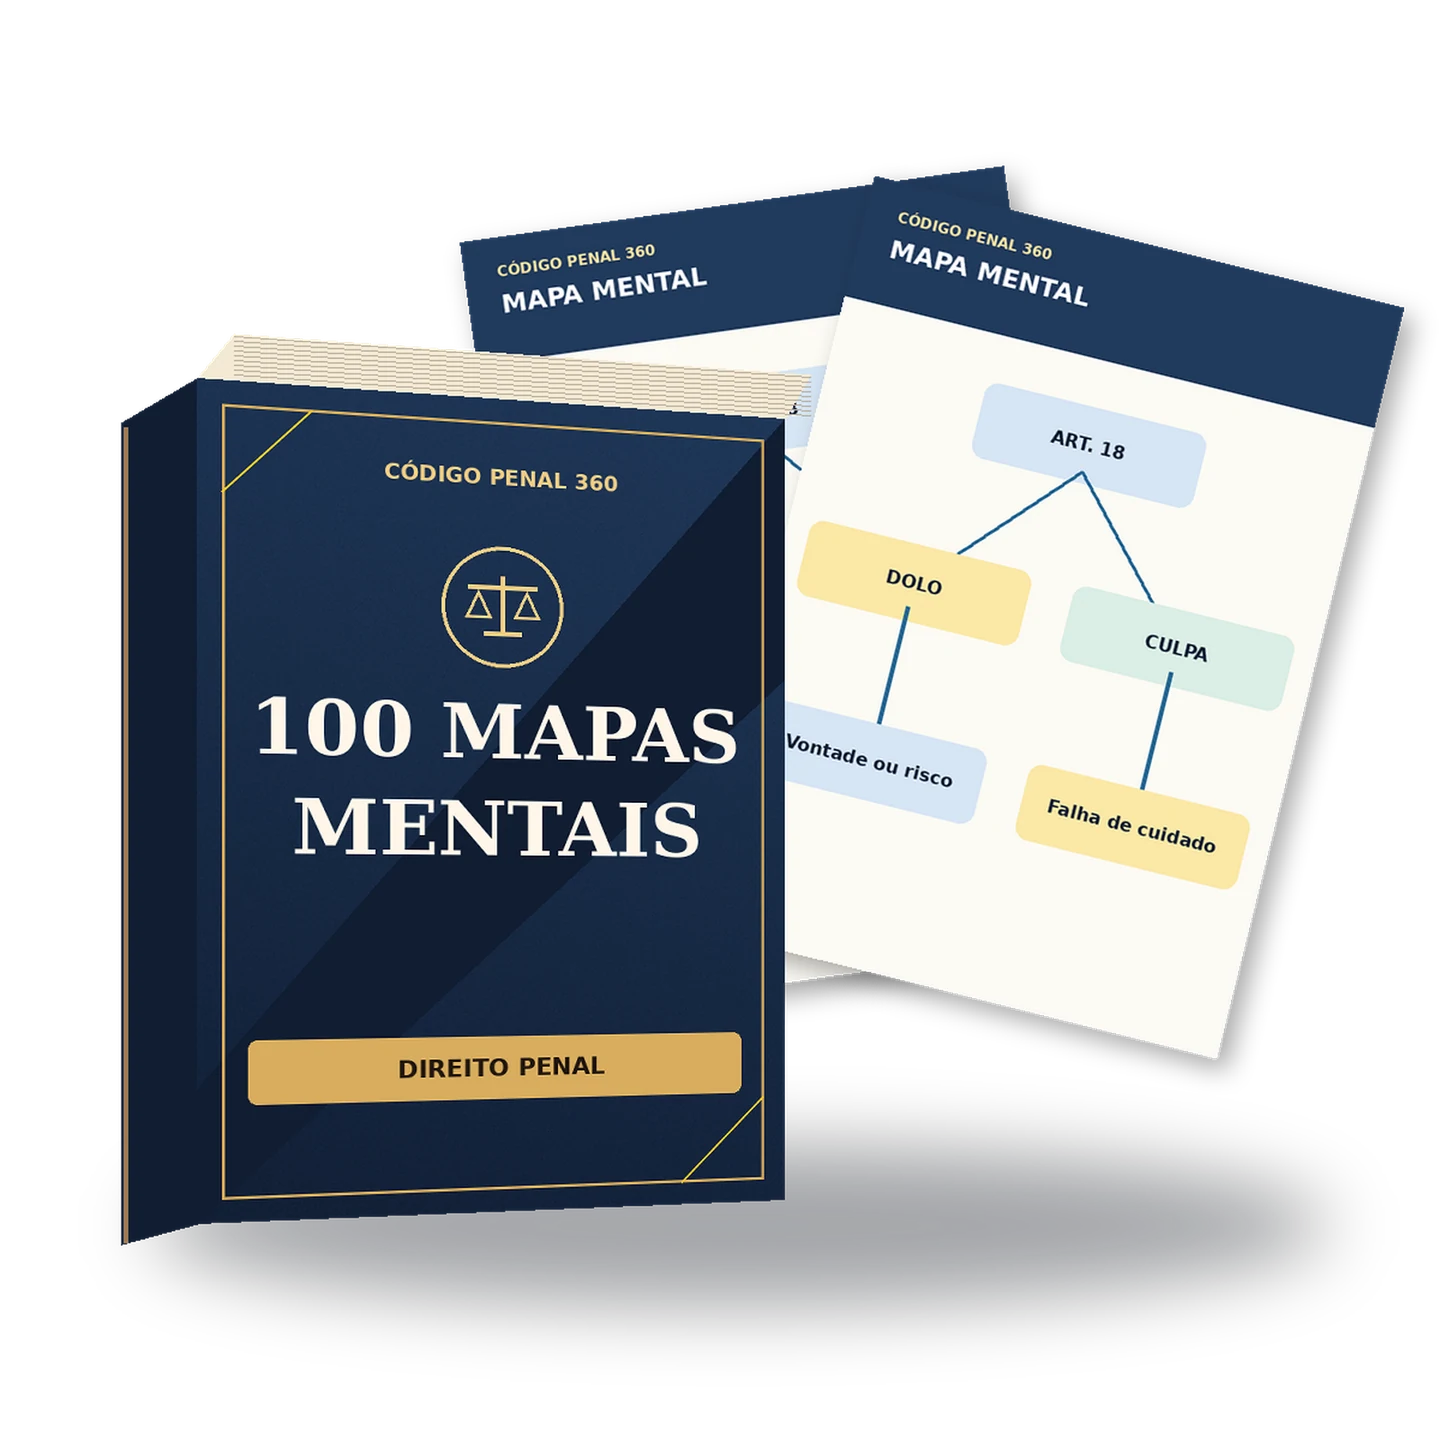 CÓDIGO PENAL 360
MAPA MENTAL
CÓDIGO PENAL 360
MAPA MENTAL
ART. 18
DOLO
CULPA
Vontade ou risco
Falha de cuidado
CÓDIGO PENAL 360
100 MAPAS
MENTAIS
DIREITO PENAL